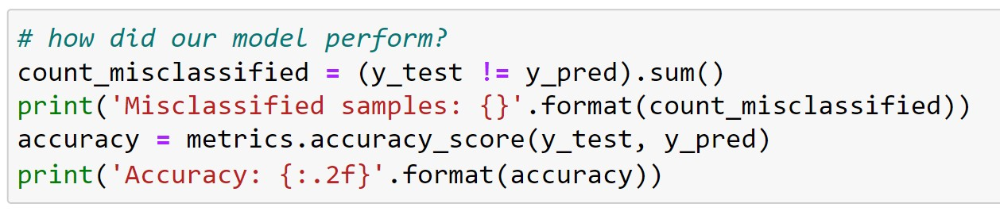 # how did our model perform?
count_misclassified = (y_test != y_pred).sum()
print('Misclassified samples: {}'.format(count_misclassified))
accuracy = metrics.accuracy_score(y_test, y_pred)
print('Accuracy: {:.2f}'.format(accuracy))